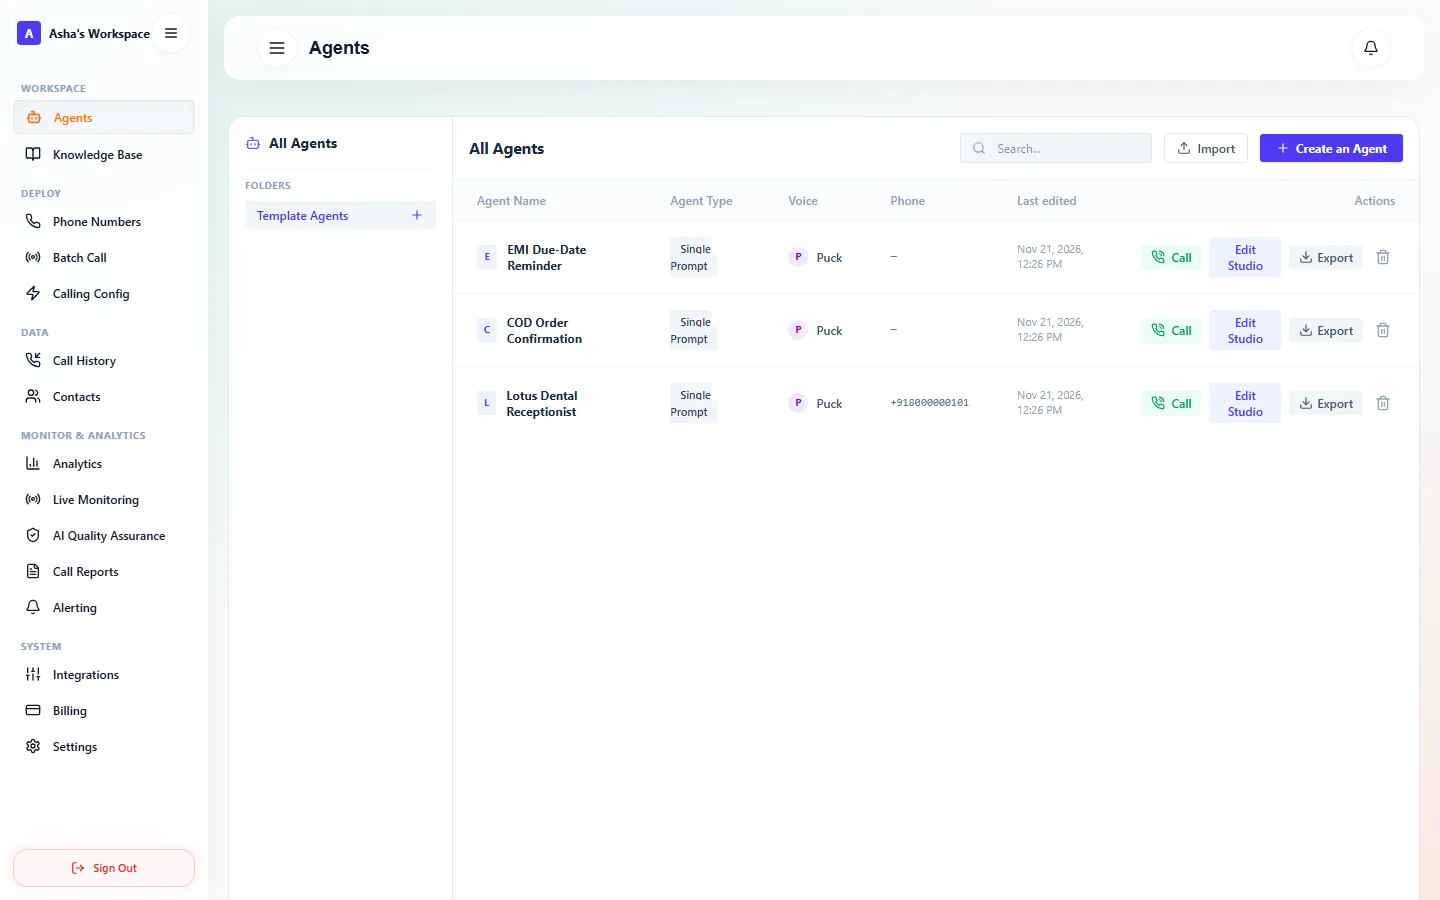 A Asha's Workspace
Agents
WORKSPACE
Agents
Knowledge Base
DEPLOY
Phone Numbers
Batch Call
Calling Config
DATA
Call History
Contacts
MONITOR & ANALYTICS
Analytics
Live Monitoring
AI Quality Assurance
Call Reports
Alerting
SYSTEM
Integrations
Billing
Settings
Sign Out
All Agents
FOLDERS
Template Agents
All Agents
Search...
Import
Create an Agent
Agent Name Agent Type Voice Phone Last edited Actions
E EMI Due-Date Reminder
Single Prompt
P Puck
–
Nov 21, 2026,
12:26 PM
Call
Edit Studio
Export
C COD Order Confirmation
Single Prompt
P Puck
–
Nov 21, 2026,
12:26 PM
Call
Edit Studio
Export
L Lotus Dental Receptionist
Single Prompt
P Puck
+918000000101
Nov 21, 2026,
12:26 PM
Call
Edit Studio
Export